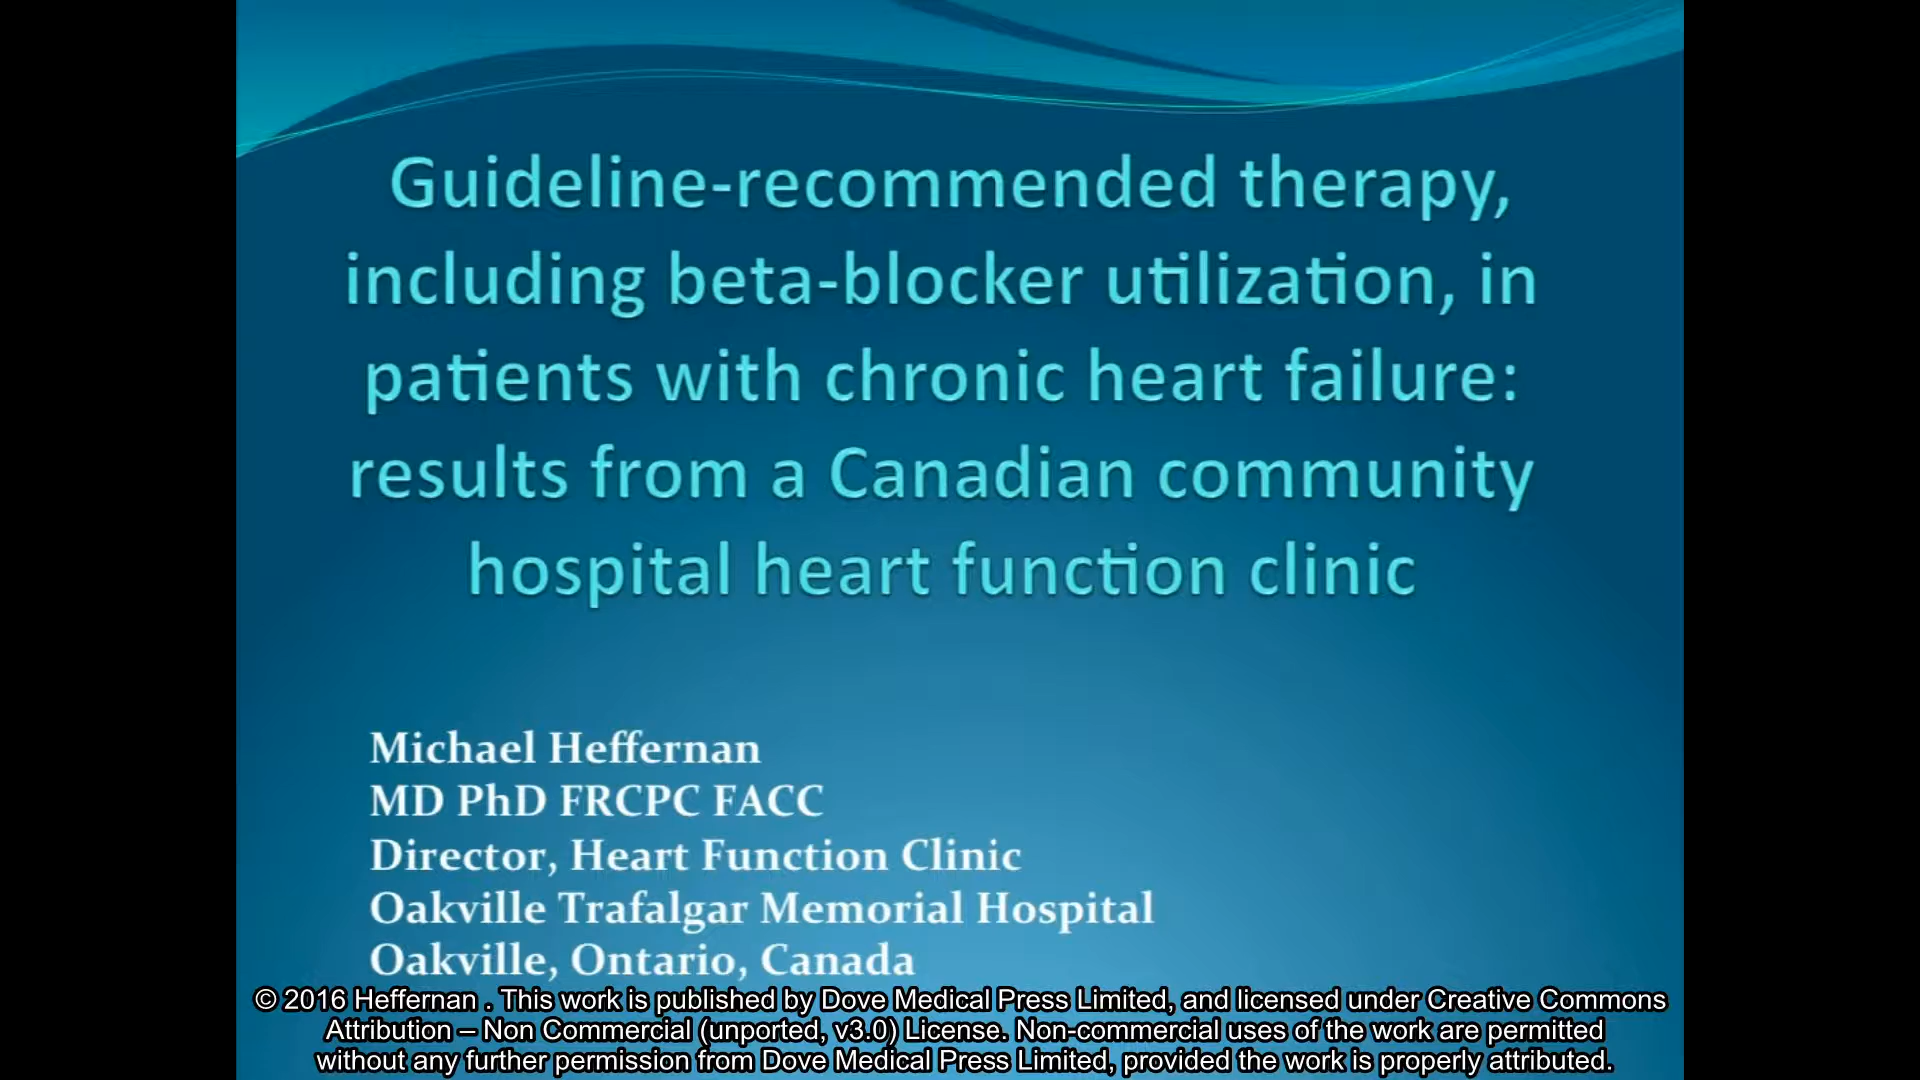 Guideline-recommended therapy,
including beta-blocker utilization, in
patients with chronic heart failure:
results from a Canadian community
hospital heart function clinic
Michael Heffernan
MD PhD FRCPC FACC
Director, Heart Function Clinic
Oakville Trafalgar Memorial Hospital
Oakville, Ontario, Canada
© 2016 Heffernan . This work is published by Dove Medical Press Limited, and licensed under Creative Commons
Attribution – Non Commercial (unported, v3.0) License. Non-commercial uses of the work are permitted
without any further permission from Dove Medical Press Limited, provided the work is properly attributed.